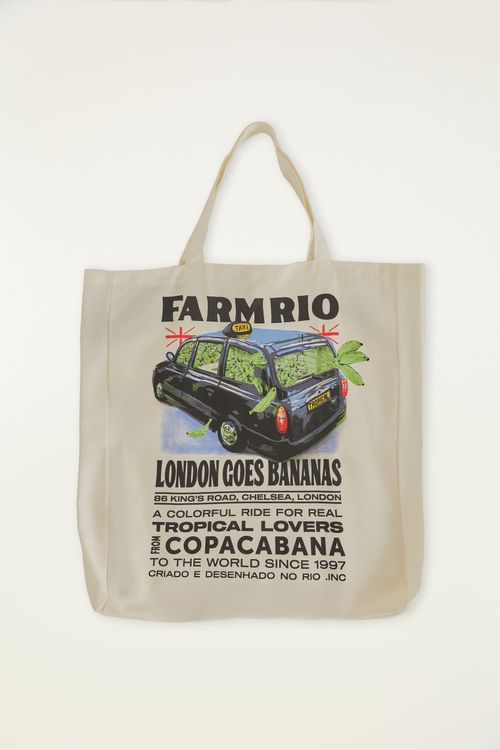 FARM RIO
TAXI
TROPICAL
LONDON GOES BANANAS
86 KING'S ROAD, CHELSEA, LONDON
A COLORFUL RIDE FOR REAL
TROPICAL LOVERS
FROM COPACABANA
TO THE WORLD SINCE 1997
CRIADO E DESENHADO NO RIO .INC